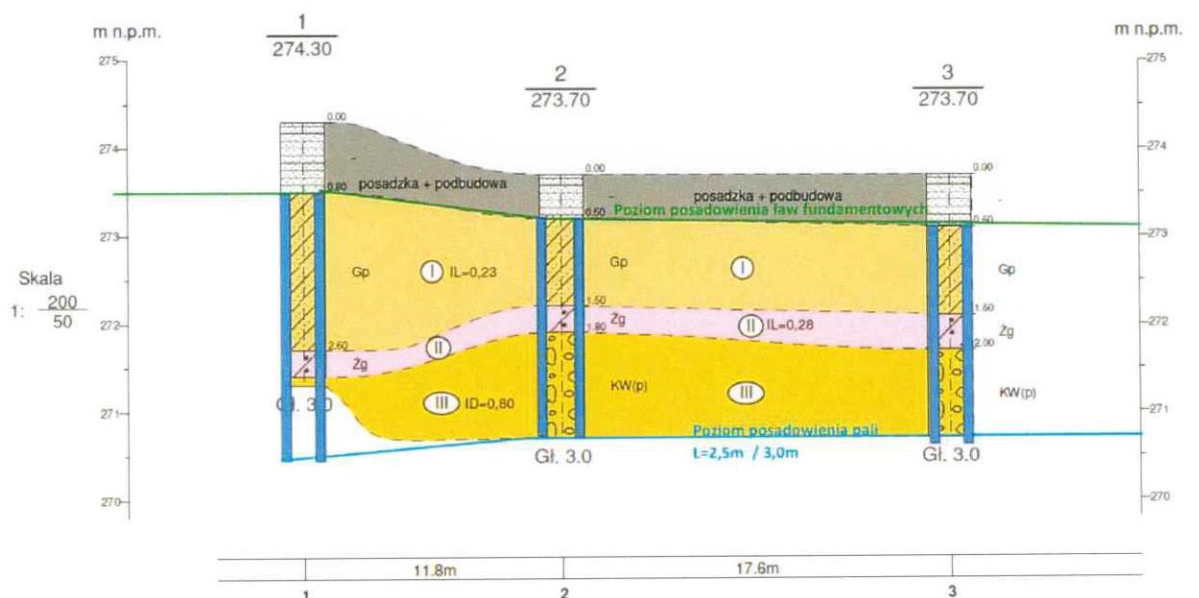 m n.p.m.
1
274.30
2
273.70
3
273.70
m n.p.m.
275
274
273
272
271
270
275
274
273
272
271
270
Skala
1: 200
50
0.00
0.80
2.60
Gł. 3.0
posadzka + podbudowa
Gp
I IL=0,23
II
Żg
III ID=0,80
0.00
0.50
1.50
1.80
Gł. 3.0
posadzka + podbudowa
Poziom posadowienia ław fundamentowych
Gp
I
Żg
II IL=0,28
KW(p)
III
Poziom posadowienia pali
L=2,5m / 3,0m
0.00
0.60
1.60
2.00
Gł. 3.0
Gp
Żg
KW(p)
11.8m
17.6m
1
2
3